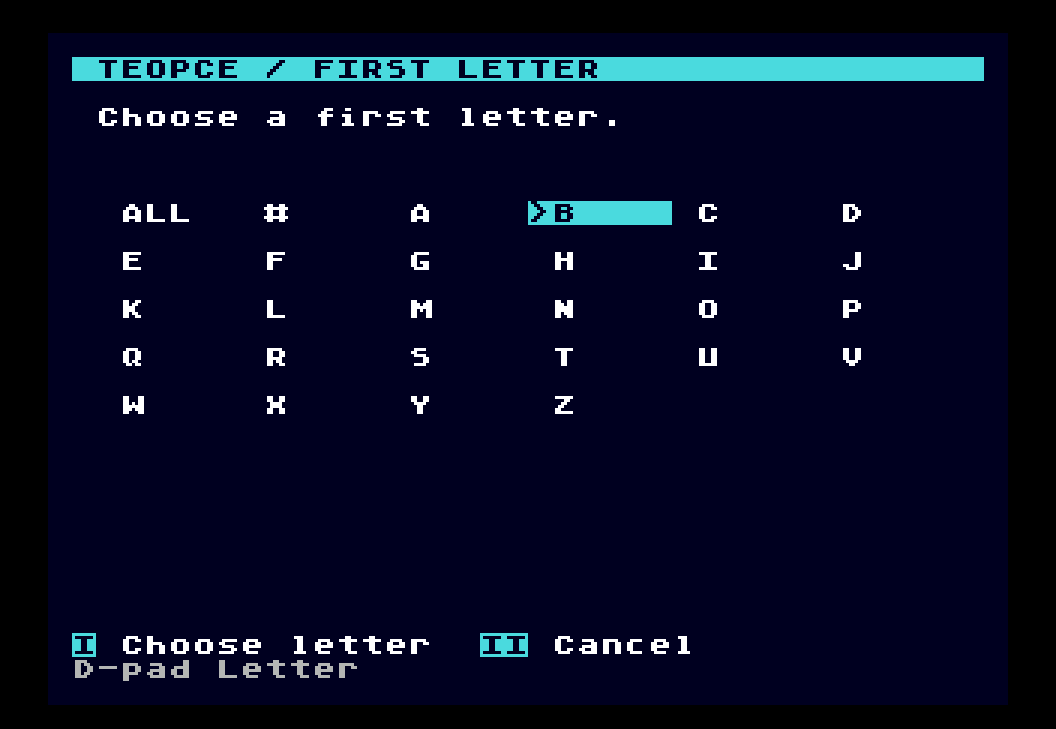 TEOPCE / FIRST LETTER
Choose a first letter.
ALL # A >B C D
E F G H I J
K L M N O P
Q R S T U V
W X Y Z
I Choose letter II Cancel
D-pad Letter